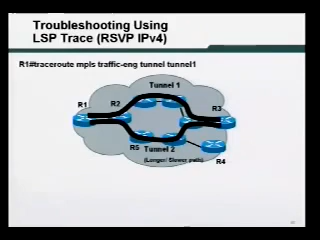 Troubleshooting Using
LSP Trace (RSVP IPv4)
R1#traceroute mpls traffic-eng tunnel tunnel1
Tunnel 1
R1
R2
R3
R5
Tunnel 2
(Longer/ Slower path)
R4